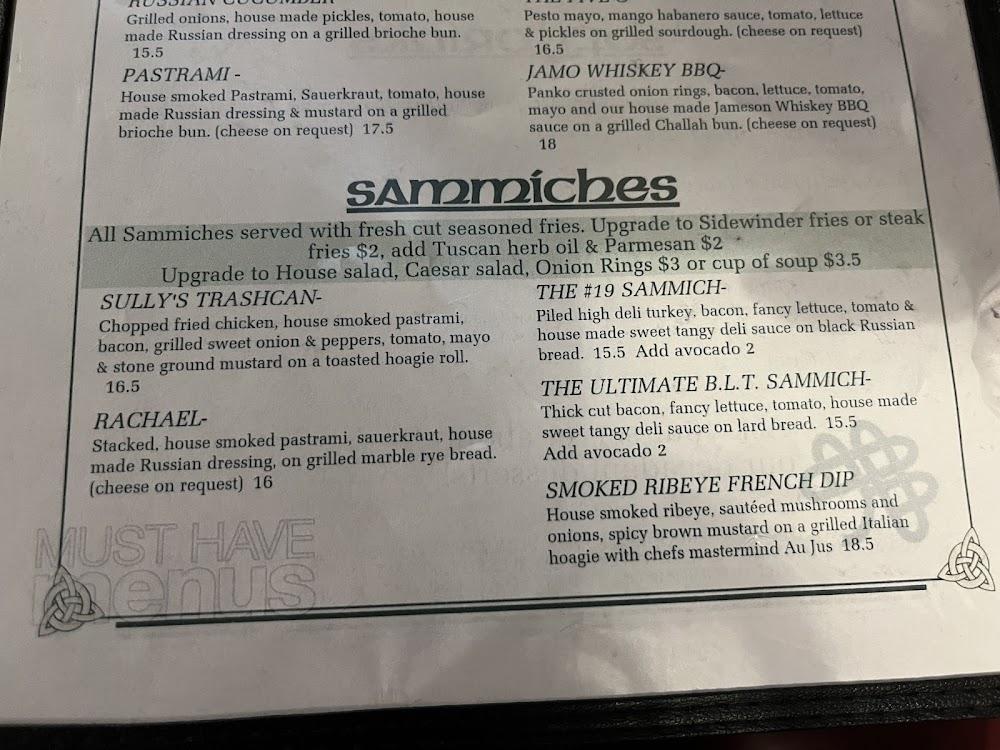 RUSSIAN CUCUMBER
Grilled onions, house made pickles, tomato, house
made Russian dressing on a grilled brioche bun.
15.5
PASTRAMI -
House smoked Pastrami, Sauerkraut, tomato, house
made Russian dressing & mustard on a grilled
brioche bun. (cheese on request) 17.5
Pesto mayo, mango habanero sauce, tomato, lettuce
& pickles on grilled sourdough. (cheese on request)
16.5
JAMO WHISKEY BBQ-
Panko crusted onion rings, bacon, lettuce, tomato,
mayo and our house made Jameson Whiskey BBQ
sauce on a grilled Challah bun. (cheese on request)
18
sammiches
All Sammiches served with fresh cut seasoned fries. Upgrade to Sidewinder fries or steak
fries $2, add Tuscan herb oil & Parmesan $2
Upgrade to House salad, Caesar salad, Onion Rings $3 or cup of soup $3.5
SULLY'S TRASHCAN-
Chopped fried chicken, house smoked pastrami,
bacon, grilled sweet onion & peppers, tomato, mayo
& stone ground mustard on a toasted hoagie roll.
16.5
RACHAEL-
Stacked, house smoked pastrami, sauerkraut, house
made Russian dressing, on grilled marble rye bread.
(cheese on request) 16
THE #19 SAMMICH-
Piled high deli turkey, bacon, fancy lettuce, tomato &
house made sweet tangy deli sauce on black Russian
bread. 15.5 Add avocado 2
THE ULTIMATE B.L.T. SAMMICH-
Thick cut bacon, fancy lettuce, tomato, house made
sweet tangy deli sauce on lard bread. 15.5
Add avocado 2
SMOKED RIBEYE FRENCH DIP
House smoked ribeye, sautéed mushrooms and
onions, spicy brown mustard on a grilled Italian
hoagie with chefs mastermind Au Jus 18.5
MUST HAVE
menus